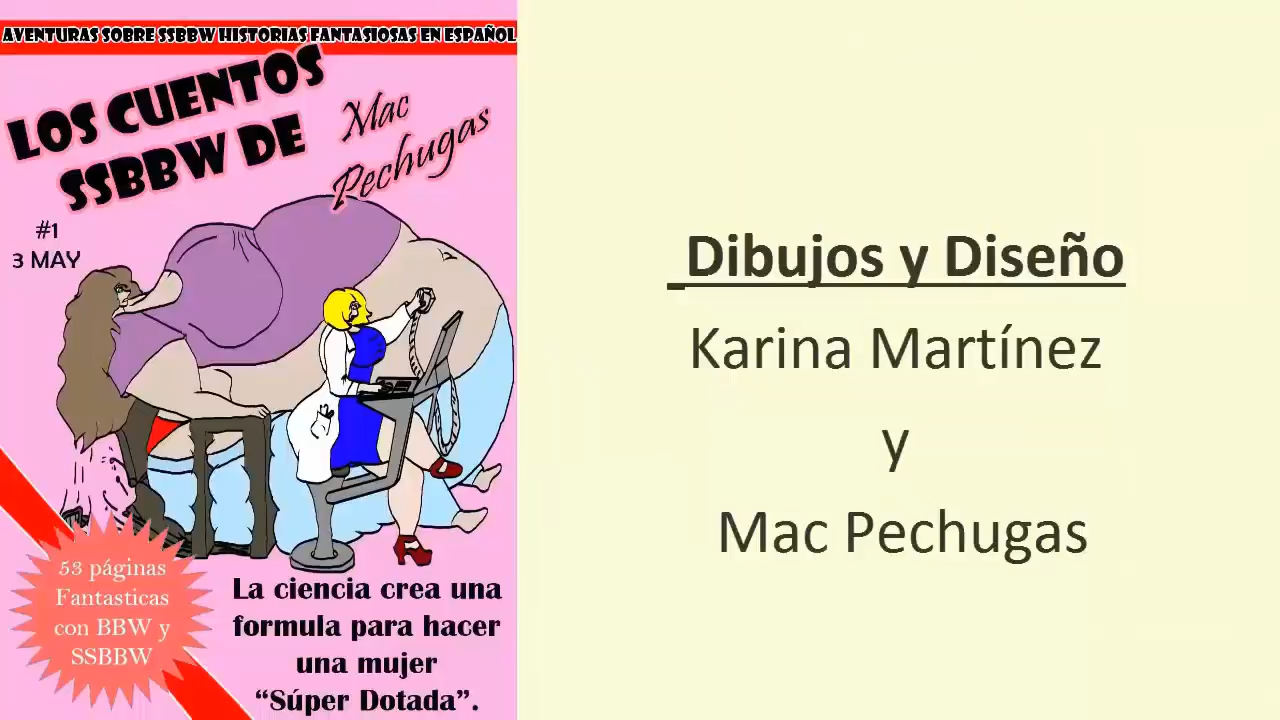 AVENTURAS SOBRE SSBBW HISTORIAS FANTASIOSAS EN ESPAÑOL
LOS CUENTOS
SSBBW DE
Mac
Pechugas
#1
3 MAY
53 páginas
Fantasticas
con BBW y
SSBBW
La ciencia crea una
formula para hacer
una mujer
“Súper Dotada”.
Dibujos y Diseño
Karina Martínez
y
Mac Pechugas